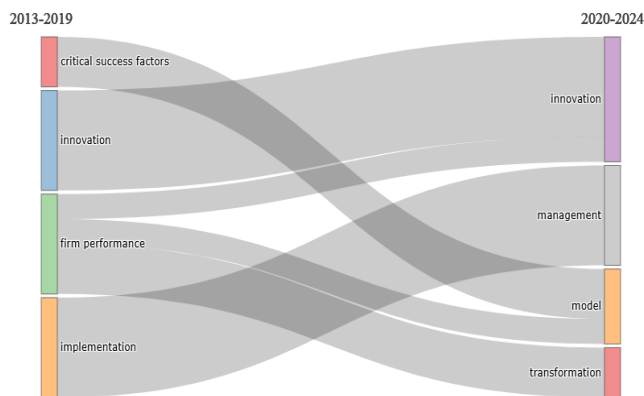 2013-2019
2020-2024
critical success factors
innovation
firm performance
implementation
innovation
management
model
transformation